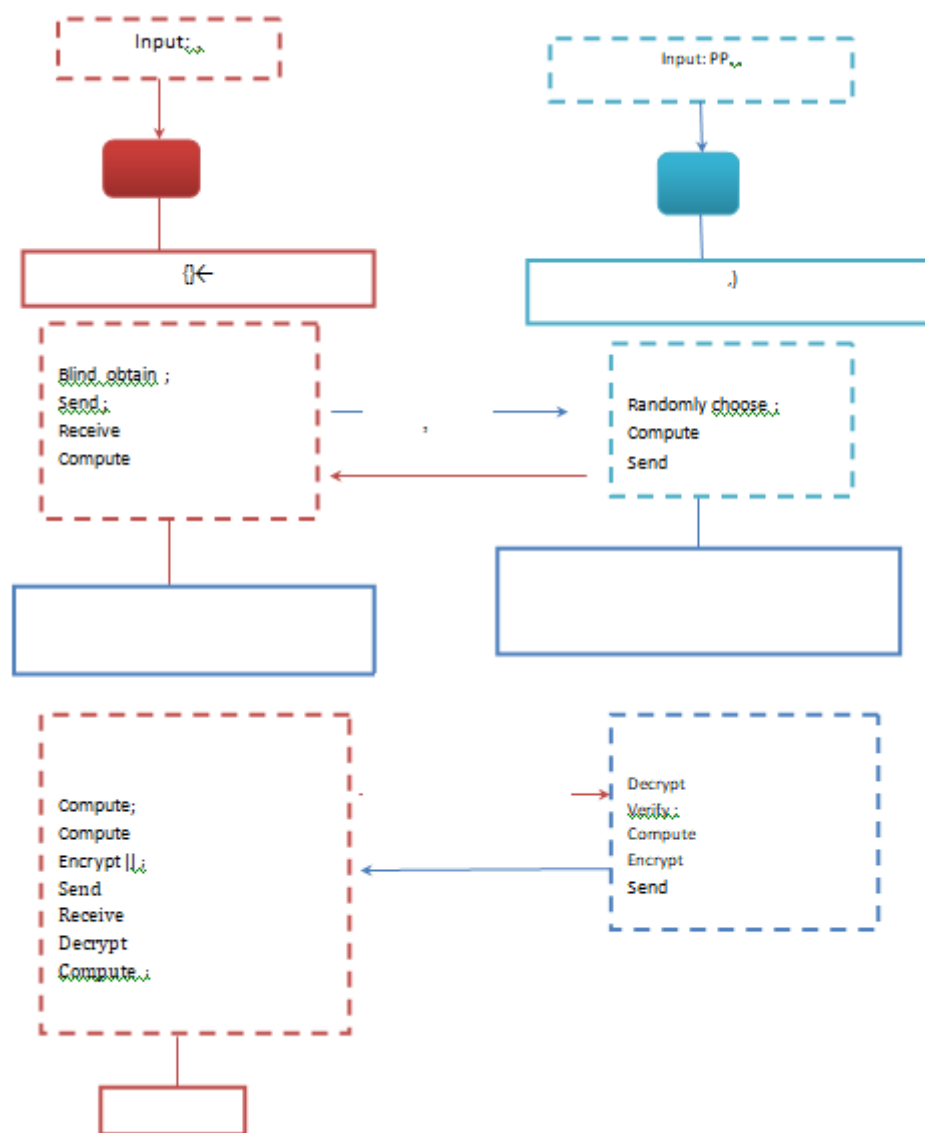 Input: ,
Input: PP,,
{}←
,)
Blind obtain ;
Send ;
Receive
Compute
,
Randomly choose ;
Compute
Send
Compute;
Compute
Encrypt || ;
Send
Receive
Decrypt
Compute ;
Decrypt
Verify ;
Compute
Encrypt
Send